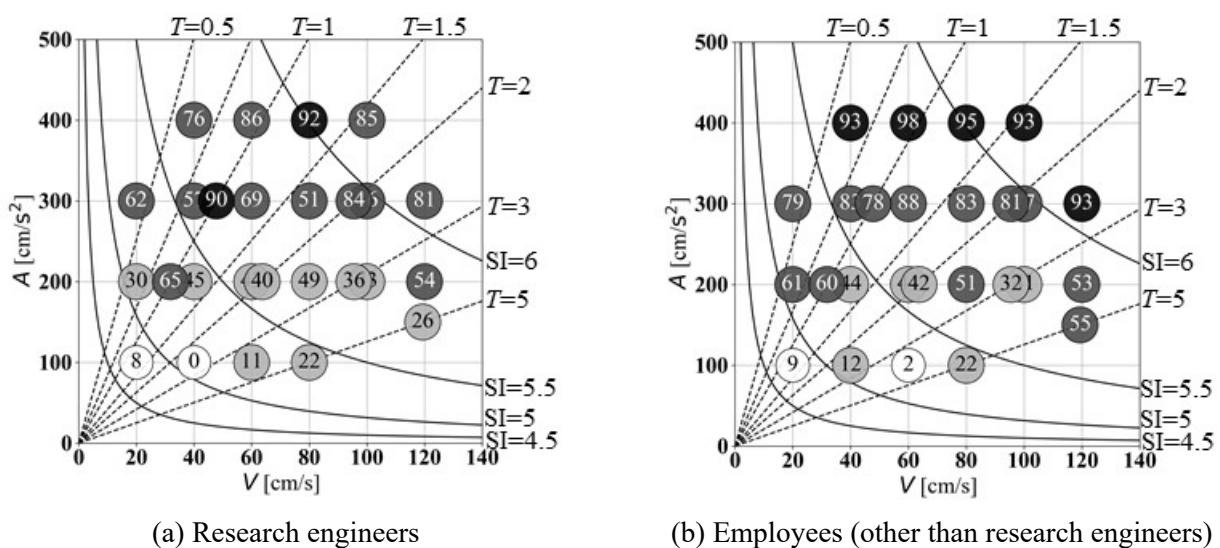 T=0.5 T=1 T=1.5
500
T=2
400 76 86 92 85
300 62 90 69 51 84 81
T=3
A [cm/s²]
SI=6
200 30 65 45 40 49 36 54
T=5
26
100 8 0 11 22
SI=5.5
SI=5
SI=4.5
0
0 20 40 60 80 100 120 140
V [cm/s]
(a) Research engineers
T=0.5 T=1 T=1.5
500
T=2
400 93 98 95 93
300 79 78 88 83 81 93
T=3
A [cm/s²]
SI=6
200 61 60 44 42 51 32 53
T=5
55
100 9 12 2 22
SI=5.5
SI=5
SI=4.5
0
0 20 40 60 80 100 120 140
V [cm/s]
(b) Employees (other than research engineers)